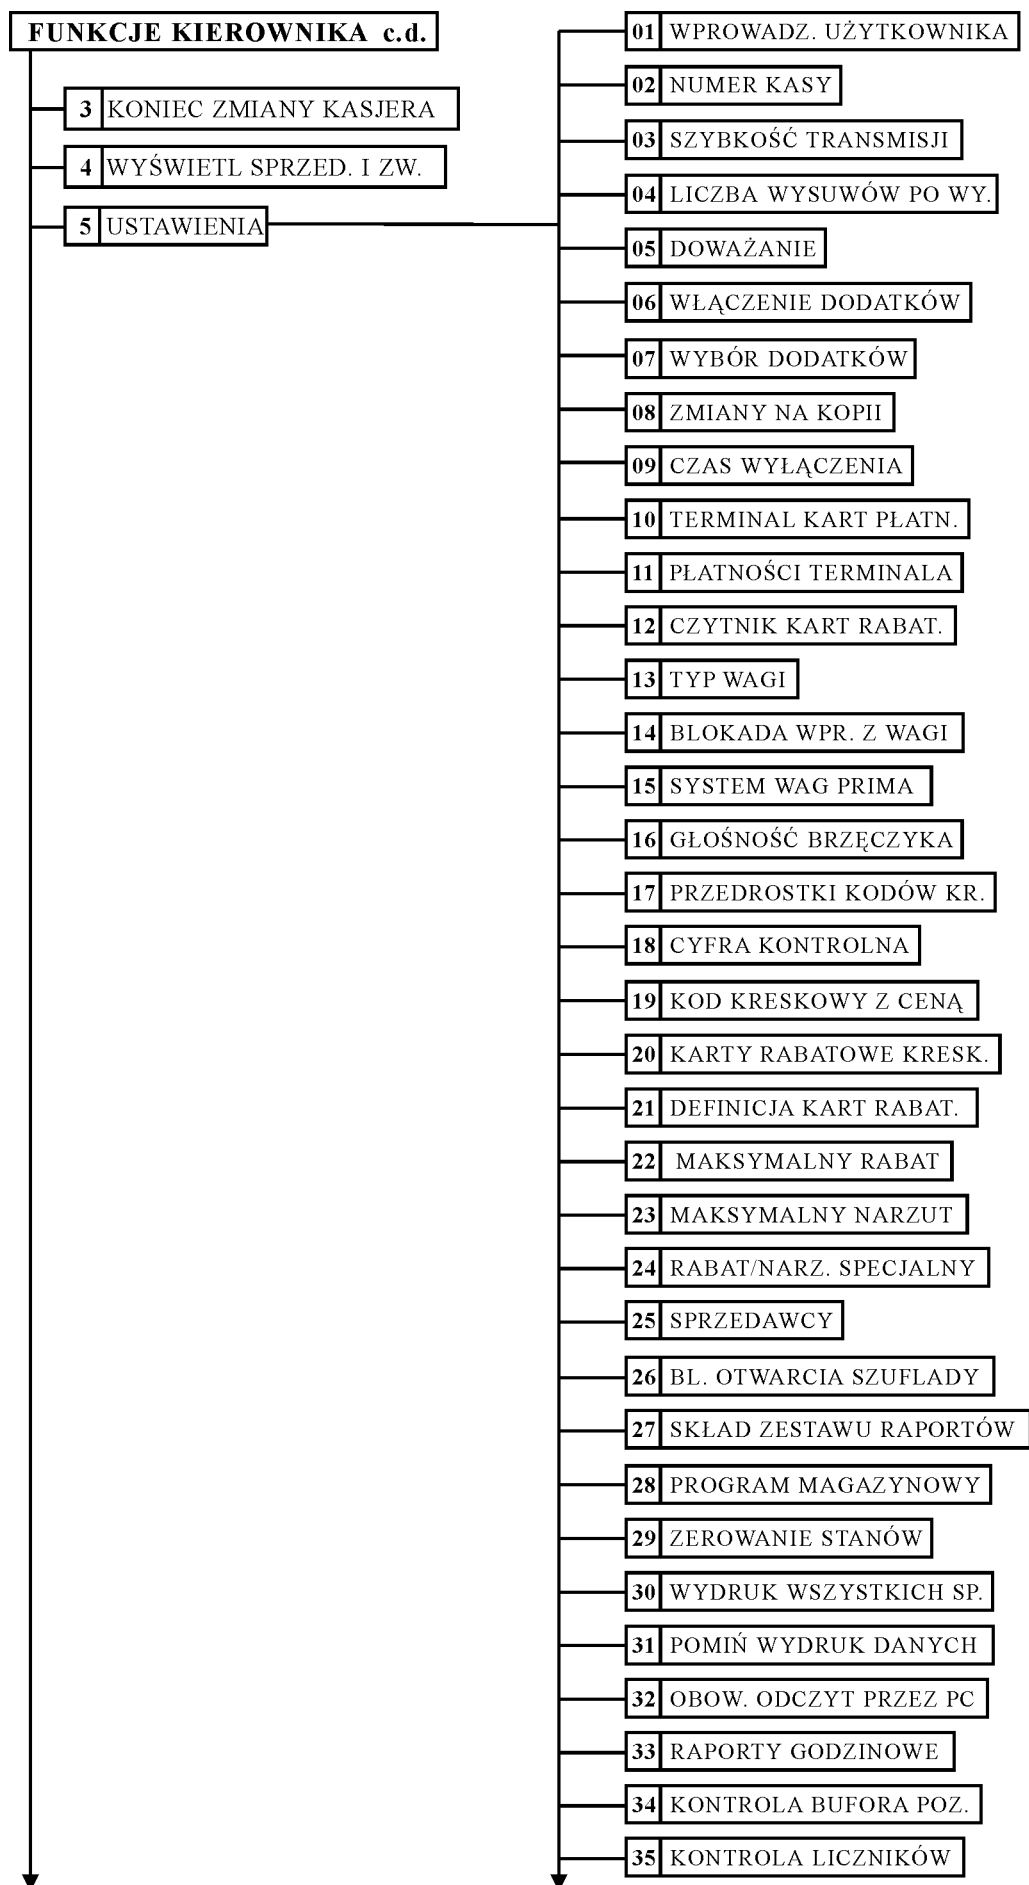 FUNKCJE KIEROWNIKA c.d.
3 KONIEC ZMIANY KASJERA
4 WYŚWIETL SPRZED. I ZW.
5 USTAWIENIA
01 WPROWADZ. UŻYTKOWNIKA
02 NUMER KASY
03 SZYBKOŚĆ TRANSMISJI
04 LICZBA WYSUWÓW PO WY.
05 DOWAŻANIE
06 WŁĄCZENIE DODATKÓW
07 WYBÓR DODATKÓW
08 ZMIANY NA KOPII
09 CZAS WYŁĄCZENIA
10 TERMINAL KART PŁATN.
11 PŁATNOŚCI TERMINALA
12 CZYTNIK KART RABAT.
13 TYP WAGI
14 BLOKADA WPR. Z WAGI
15 SYSTEM WAG PRIMA
16 GŁOŚNOŚĆ BRZĘCZYKA
17 PRZEDROSTKI KODÓW KR.
18 CYFRA KONTROLNA
19 KOD KRESKOWY Z CENĄ
20 KARTY RABATOWE KRESK.
21 DEFINICJA KART RABAT.
22 MAKSYMALNY RABAT
23 MAKSYMALNY NARZUT
24 RABAT/NARZ. SPECJALNY
25 SPRZEDAWCY
26 BL. OTWARCIA SZUFLADY
27 SKŁAD ZESTAWU RAPORTÓW
28 PROGRAM MAGAZYNOWY
29 ZEROWANIE STANÓW
30 WYDRUK WSZYSTKICH SP.
31 POMIŃ WYDRUK DANYCH
32 OBOW. ODCZYT PRZEZ PC
33 RAPORTY GODZINOWE
34 KONTROLA BUFORA POZ.
35 KONTROLA LICZNIKÓW